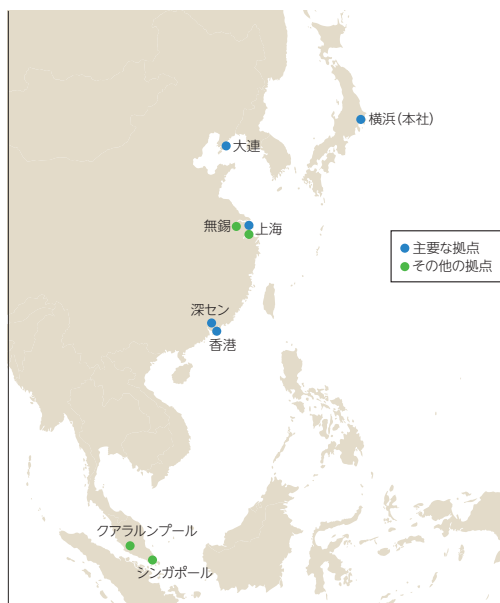 横浜（本社）
大連
無錫
上海
主要な拠点
その他の拠点
深セン
香港
クアラルンプール
シンガポール